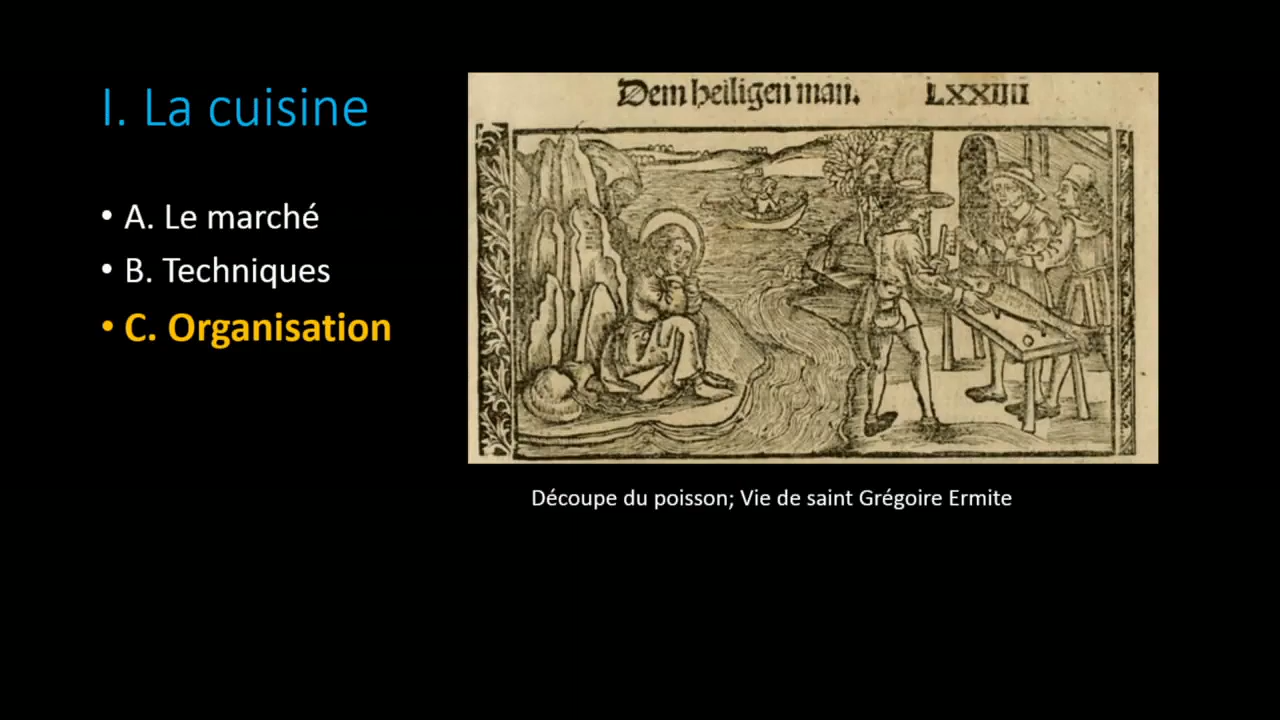 I. La cuisine
• A. Le marché
• B. Techniques
• C. Organisation
Dem heiligen man. LXXIIII
Découpe du poisson; Vie de saint Grégoire Ermite